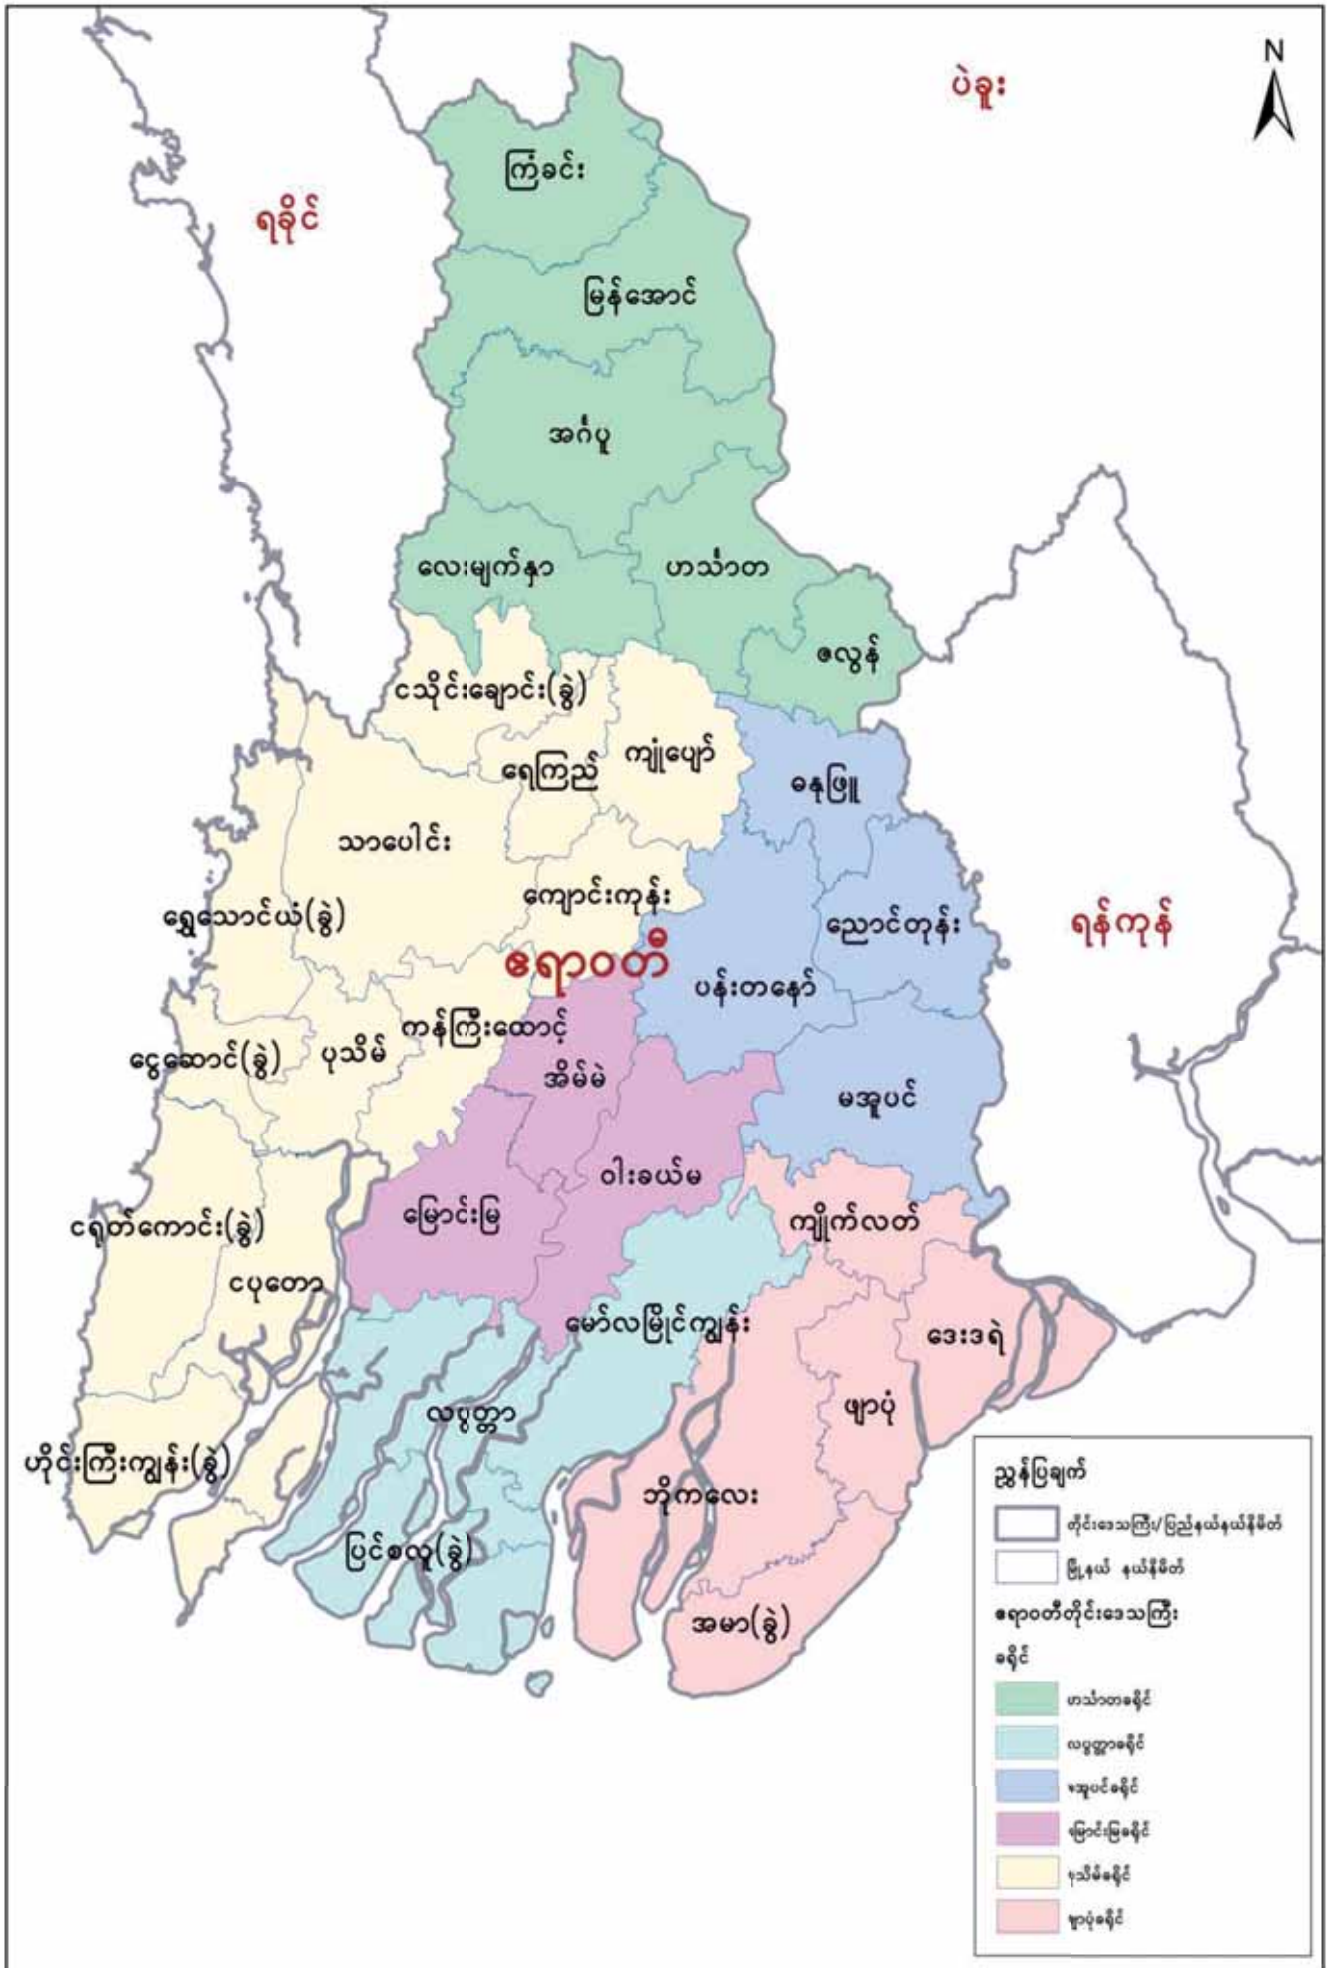 N
ပဲခူး
ကြံခင်း
ရခိုင်
မြန်အောင်
အင်္ဂပူ
လေးမျက်နှာ
ဟင်္သာတ
ဇလွန်
ငသိုင်းချောင်း(ခွဲ)
ရေကြည်
ကျုံပျော်
ဓနုဖြူ
သာပေါင်း
ကျောင်းကုန်း
ရွှေသောင်ယံ(ခွဲ)
ညောင်တုန်း
ရန်ကုန်
ဧရာဝတီ
ပန်းတနော်
ကန်ကြီးထောင့်
ငွေဆောင်(ခွဲ)
ပုသိမ်
အိမ်မဲ
မအူပင်
ဝါးခယ်မ
မြောင်းမြ
ငရုတ်ကောင်း(ခွဲ)
ကျိုက်လတ်
ငပုတော
မော်လမြိုင်ကျွန်း
ဒေးဒရဲ
ဖျာပုံ
လပွတ္တာ
ဟိုင်းကြီးကျွန်း(ခွဲ)
ဘိုကလေး
ပြင်စလူ(ခွဲ)
အမာ(ခွဲ)
ညွှန်ပြချက်
တိုင်းဒေသကြီး/ပြည်နယ်နယ်နိမိတ်
မြို့နယ် နယ်နိမိတ်
ဧရာဝတီတိုင်းဒေသကြီး
ခရိုင်
ဟင်္သာတခရိုင်
လပွတ္တာခရိုင်
မအူပင်ခရိုင်
မြောင်းမြခရိုင်
ပုသိမ်ခရိုင်
ဖျာပုံခရိုင်